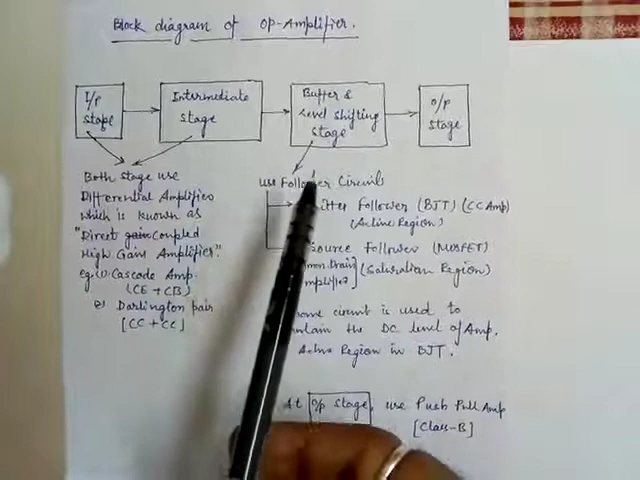 Block diagram of OP-Amplifier.
I/p
stage
Intermediate
stage
Buffer &
Level shifting
stage
O/p
stage
Both stage use
Differential Amplifier
which is known as
"Direct Coupled
High Gain Amplifier".
eg. (1) Cascade Amp.
(CE + CB)
(2) Darlington pair
[CC + CC]
use Follower Circuits
Follower (BJT) (CC Amp)
(Active Region)
Source Follower (MOSFET)
Drain
(Saturation Region)
circuit is used to
the DC level of Amp.
Active Region in BJT.
At O/p stage, use Push Pull Amp
[Class-B]